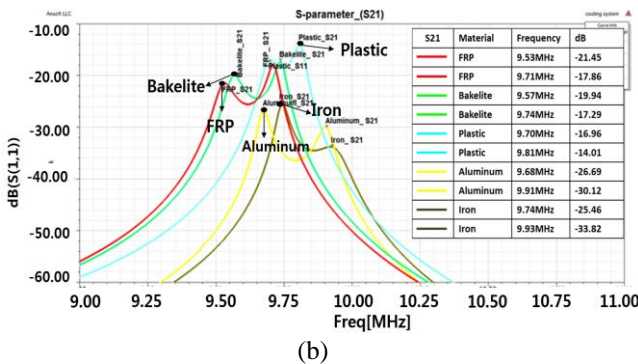 Ansoft LLC
S-parameter_(S21)
cooling system
-10.00
-20.00
-30.00
-40.00
-50.00
-60.00
dB(S(1,1))
Plastic_S21
Plastic
Bakelite_S21
Bakelite
FRP_S21
Bakelite_S21
Plastic_S11
FRP_S21
FRP
Iron_S21
Iron
Aluminum
Aluminum_S21
Iron_S21
S21 Material Frequency dB
FRP 9.53MHz -21.45
FRP 9.71MHz -17.86
Bakelite 9.57MHz -19.94
Bakelite 9.74MHz -17.29
Plastic 9.70MHz -16.96
Plastic 9.81MHz -14.01
Aluminum 9.68MHz -26.69
Aluminum 9.91MHz -30.12
Iron 9.74MHz -25.46
Iron 9.93MHz -33.82
9.00 9.25 9.50 9.75 10.00 10.25 10.50 10.75 11.00
Freq[MHz]
(b)